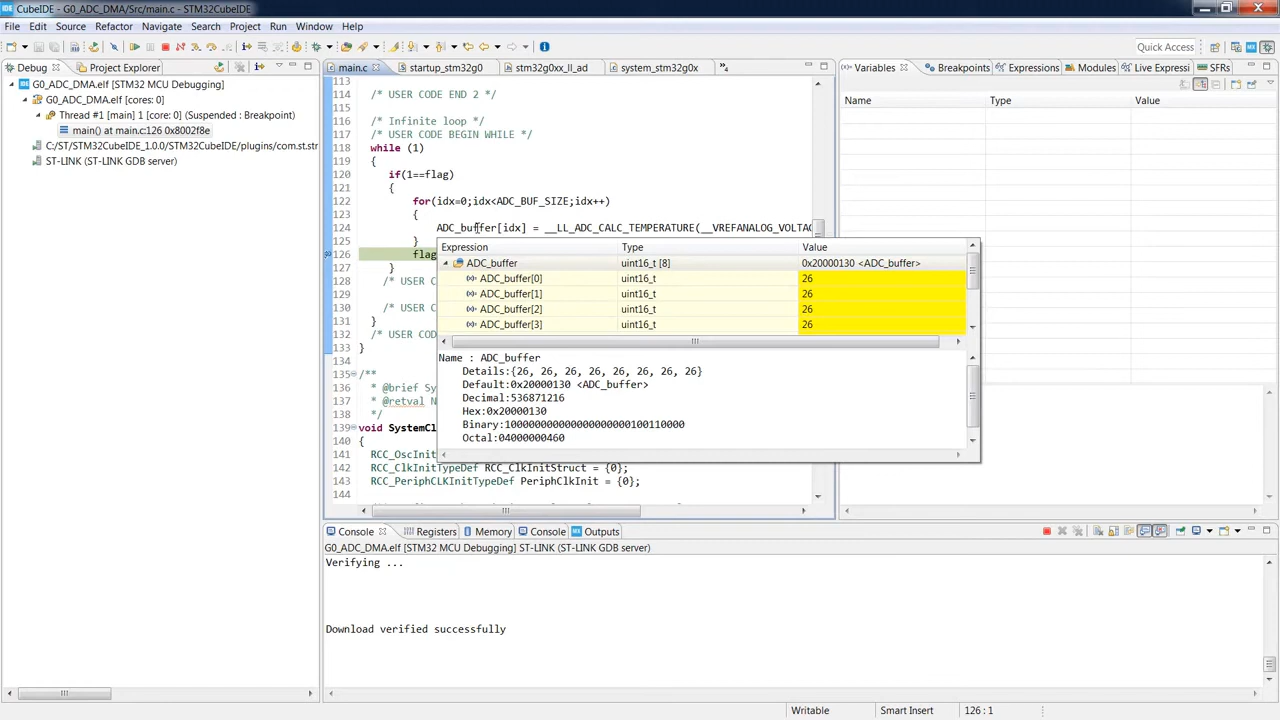 CubeIDE - G0_ADC_DMA/Src/main.c - STM32CubeIDE
File Edit Source Refactor Navigate Search Project Run Window Help
Quick Access
Debug
Project Explorer
G0_ADC_DMA.elf [STM32 MCU Debugging]
G0_ADC_DMA.elf [cores: 0]
Thread #1 [main] 1 [core: 0] (Suspended : Breakpoint)
main() at main.c:126 0x8002f8e
C:/ST/STM32CubeIDE_1.0.0/STM32CubeIDE/plugins/com.st.stm
ST-LINK (ST-LINK GDB server)
main.c startup_stm32g0 stm32g0xx_ll_ad system_stm32g0x »4
113
114 /* USER CODE END 2 */
115
116 /* Infinite loop */
117 /* USER CODE BEGIN WHILE */
118 while (1)
119 {
120 if(1==flag)
121 {
122 for(idx=0;idx<ADC_BUF_SIZE;idx++)
123 {
124 ADC_buffer[idx] = __LL_ADC_CALC_TEMPERATURE(__VREFANALOG_VOLTAG
125 }
126 flag
127 }
128 /* USER C
129
130 /* USER C
131 }
132 /* USER COD
133 }
134
135 /**
136 * @brief Sy
137 * @retval N
138 */
139 void SystemCl
140 {
141 RCC_OscInit
142 RCC_ClkInitTypeDef RCC_ClkInitStruct = {0};
143 RCC_PeriphCLKInitTypeDef PeriphClkInit = {0};
144
Expression Type Value
ADC_buffer uint16_t [8] 0x20000130 <ADC_buffer>
ADC_buffer[0] uint16_t 26
ADC_buffer[1] uint16_t 26
ADC_buffer[2] uint16_t 26
ADC_buffer[3] uint16_t 26
Name : ADC_buffer
Details:{26, 26, 26, 26, 26, 26, 26, 26}
Default:0x20000130 <ADC_buffer>
Decimal:536871216
Hex:0x20000130
Binary:100000000000000000000100110000
Octal:04000000460
Variables Breakpoints Expressions Modules Live Expressi SFRs
Name Type Value
Console Registers Memory Console Outputs
G0_ADC_DMA.elf [STM32 MCU Debugging] ST-LINK (ST-LINK GDB server)
Verifying ...
Download verified successfully
Writable Smart Insert 126 : 1